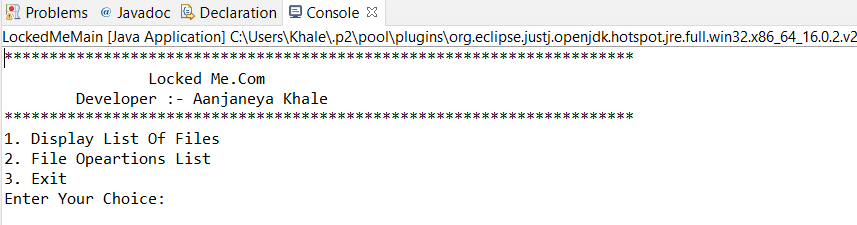 Problems @ Javadoc Declaration Console
LockedMeMain [Java Application] C:\Users\Khale\.p2\pool\plugins\org.eclipse.justj.openjdk.hotspot.jre.full.win32.x86_64_16.0.2.v2
**********************************************************************
Locked Me.Com
Developer :- Aanjaneya Khale
**********************************************************************
1. Display List Of Files
2. File Opeartions List
3. Exit
Enter Your Choice: